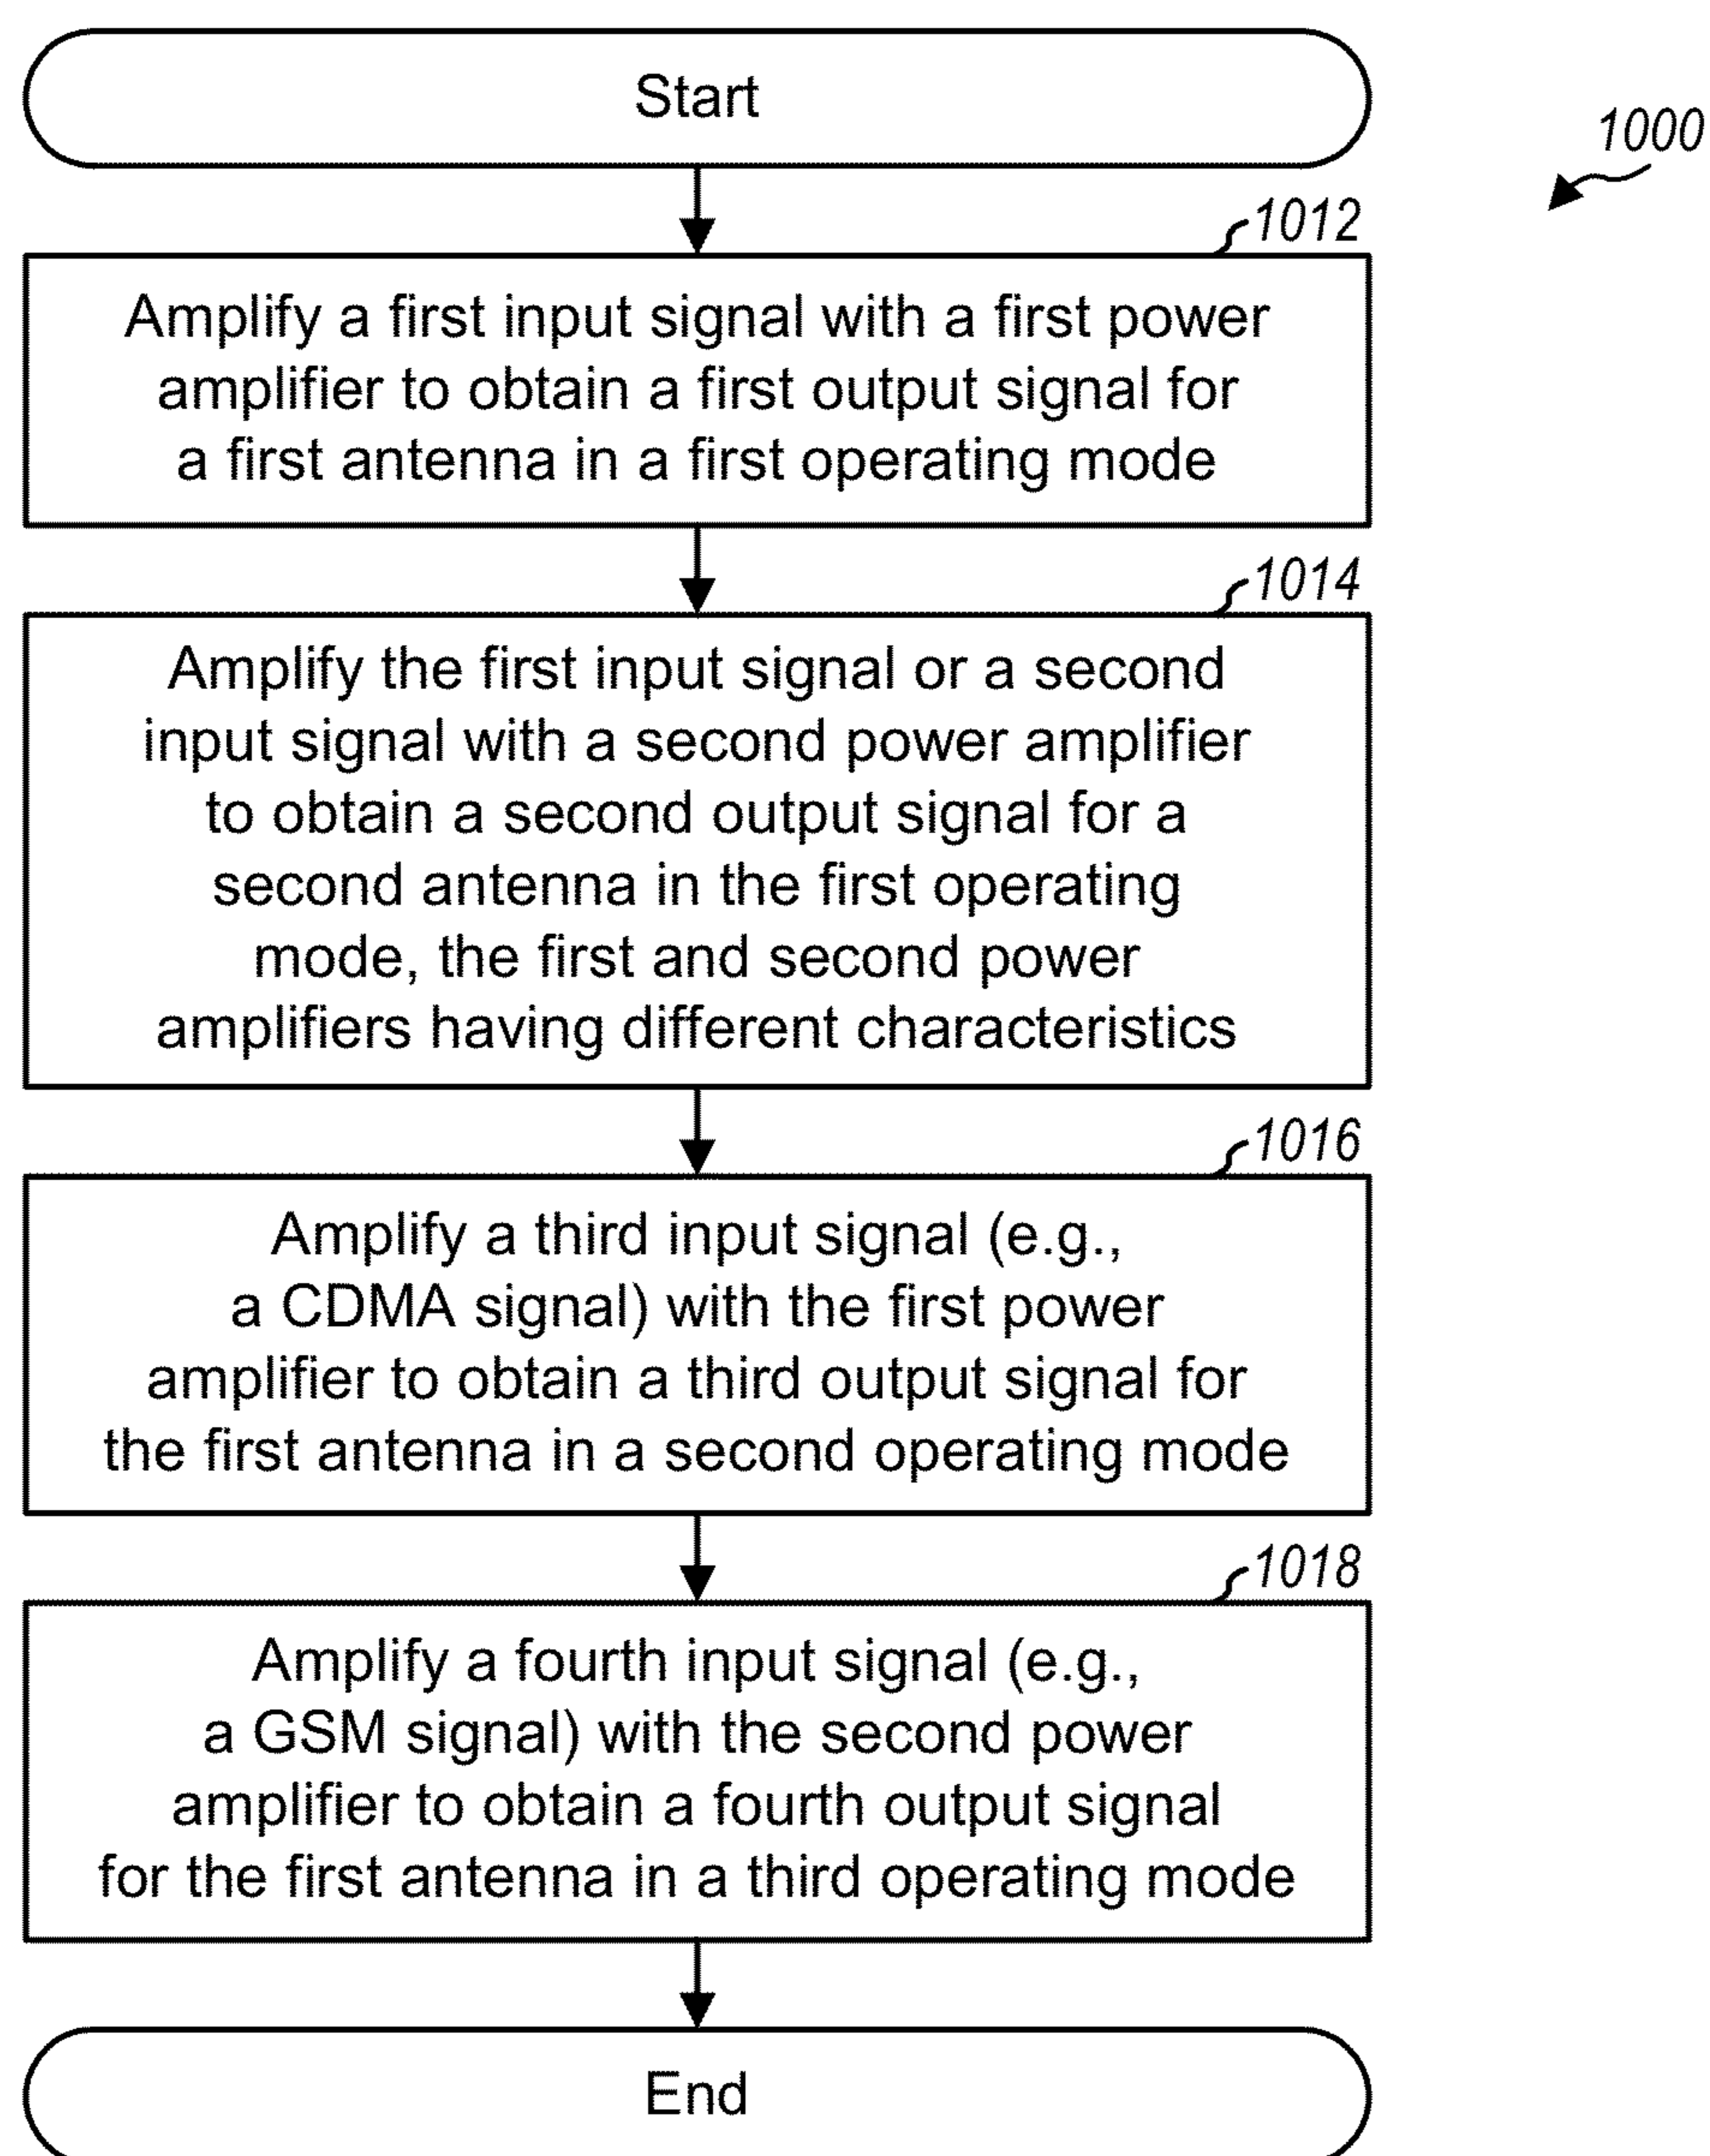 Start
1000
1012
Amplify a first input signal with a first power
amplifier to obtain a first output signal for
a first antenna in a first operating mode
1014
Amplify the first input signal or a second
input signal with a second power amplifier
to obtain a second output signal for a
second antenna in the first operating
mode, the first and second power
amplifiers having different characteristics
1016
Amplify a third input signal (e.g.,
a CDMA signal) with the first power
amplifier to obtain a third output signal for
the first antenna in a second operating mode
1018
Amplify a fourth input signal (e.g.,
a GSM signal) with the second power
amplifier to obtain a fourth output signal
for the first antenna in a third operating mode
End